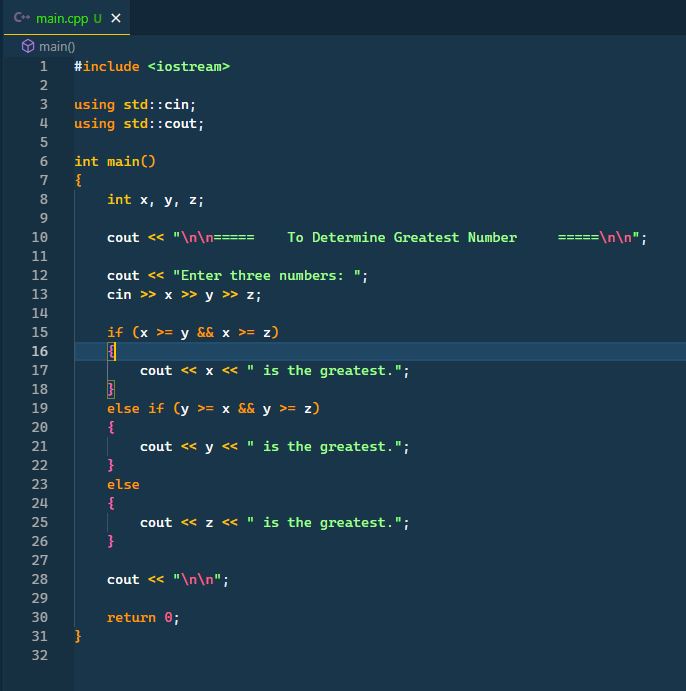 C++ main.cpp U ×
main()
1 #include <iostream>
2
3 using std::cin;
4 using std::cout;
5
6 int main()
7 {
8     int x, y, z;
9
10     cout << "\n\n=====    To Determine Greatest Number     =====\n\n";
11
12     cout << "Enter three numbers: ";
13     cin >> x >> y >> z;
14
15     if (x >= y && x >= z)
16     {
17         cout << x << " is the greatest.";
18     }
19     else if (y >= x && y >= z)
20     {
21         cout << y << " is the greatest.";
22     }
23     else
24     {
25         cout << z << " is the greatest.";
26     }
27
28     cout << "\n\n";
29
30     return 0;
31 }
32